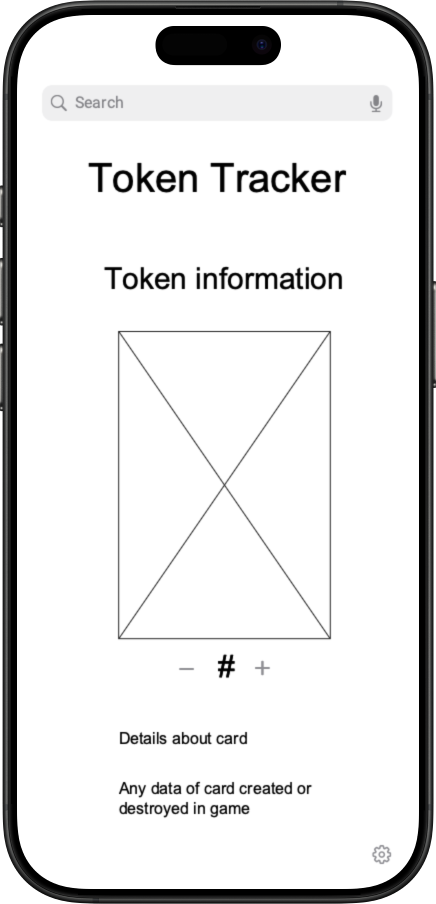 Search
Token Tracker
Token information
− # +
Details about card
Any data of card created or
destroyed in game